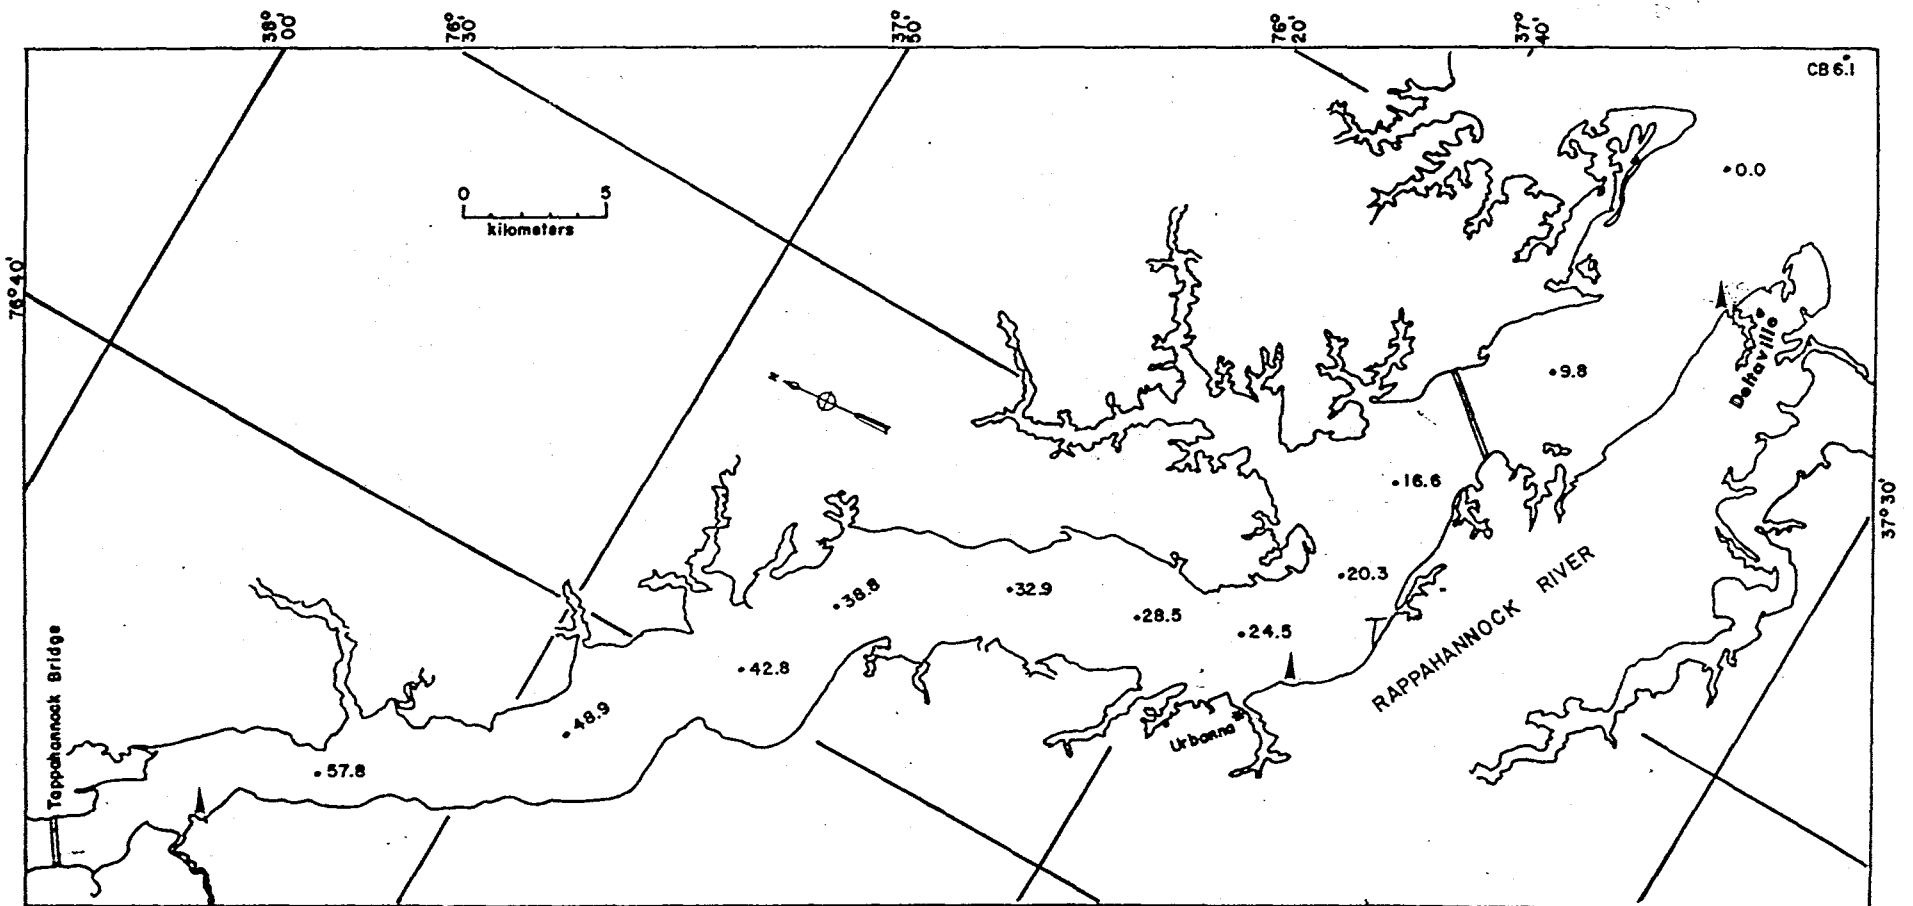 38° 00'
76° 30'
37° 50'
76° 20'
37° 40'
CB 6.1
0.0
0 5
kilometers
76° 40'
N
Deltaville
9.8
16.6
37° 30'
20.3
38.8
32.9
28.5
24.5
RAPPAHANNOCK RIVER
42.8
48.9
Urbanna
57.8
Tappahannock Bridge